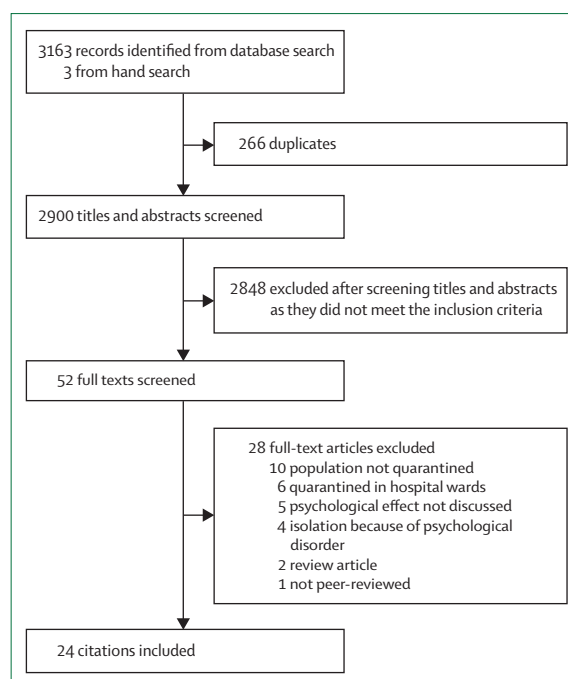 3163 records identified from database search
3 from hand search
266 duplicates
2900 titles and abstracts screened
2848 excluded after screening titles and abstracts
as they did not meet the inclusion criteria
52 full texts screened
28 full-text articles excluded
10 population not quarantined
6 quarantined in hospital wards
5 psychological effect not discussed
4 isolation because of psychological
disorder
2 review article
1 not peer-reviewed
24 citations included